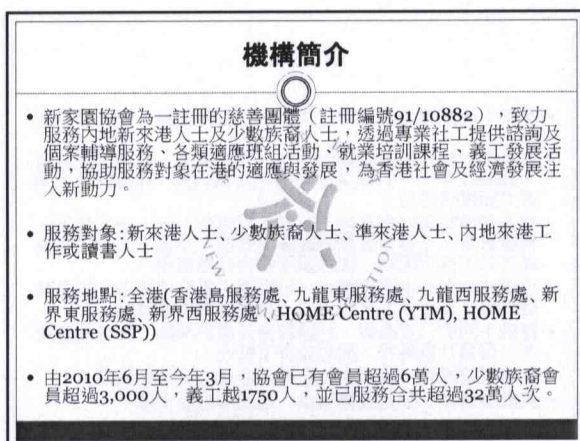 機構簡介
• 新家園協會為一註冊的慈善團體（註冊編號91/10882），致力
服務內地新來港人士及少數族裔人士，透過專業社工提供諮詢及
個案輔導服務、各類適應班組活動、就業培訓課程、義工發展活
動，協助服務對象在港的適應與發展，為香港社會及經濟發展注
入新動力。
• 服務對象:新來港人士、少數族裔人士、準來港人士、內地來港工
作或讀書人士
• 服務地點:全港(香港島服務處、九龍東服務處、九龍西服務處、新
界東服務處、新界西服務處、HOME Centre (YTM), HOME
Centre (SSP))
• 由2010年6月至今年3月，協會已有會員超過6萬人，少數族裔會
員超過3,000人，義工越1750人，並已服務合共超過32萬人次。